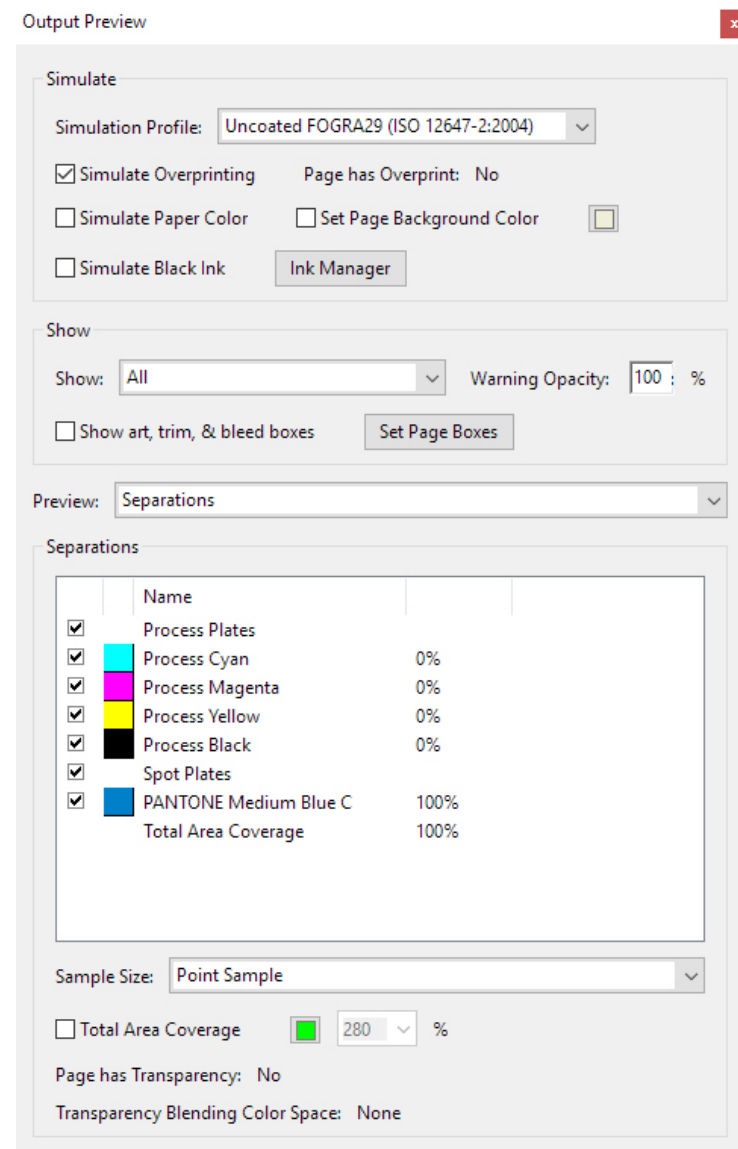 Output Preview
x
Simulate
Simulation Profile: Uncoated FOGRA29 (ISO 12647-2:2004)
Simulate Overprinting Page has Overprint: No
Simulate Paper Color Set Page Background Color
Simulate Black Ink Ink Manager
Show
Show: All Warning Opacity: 100 %
Show art, trim, & bleed boxes Set Page Boxes
Preview: Separations
Separations
Name
Process Plates
Process Cyan 0%
Process Magenta 0%
Process Yellow 0%
Process Black 0%
Spot Plates
PANTONE Medium Blue C 100%
Total Area Coverage 100%
Sample Size: Point Sample
Total Area Coverage 280 %
Page has Transparency: No
Transparency Blending Color Space: None